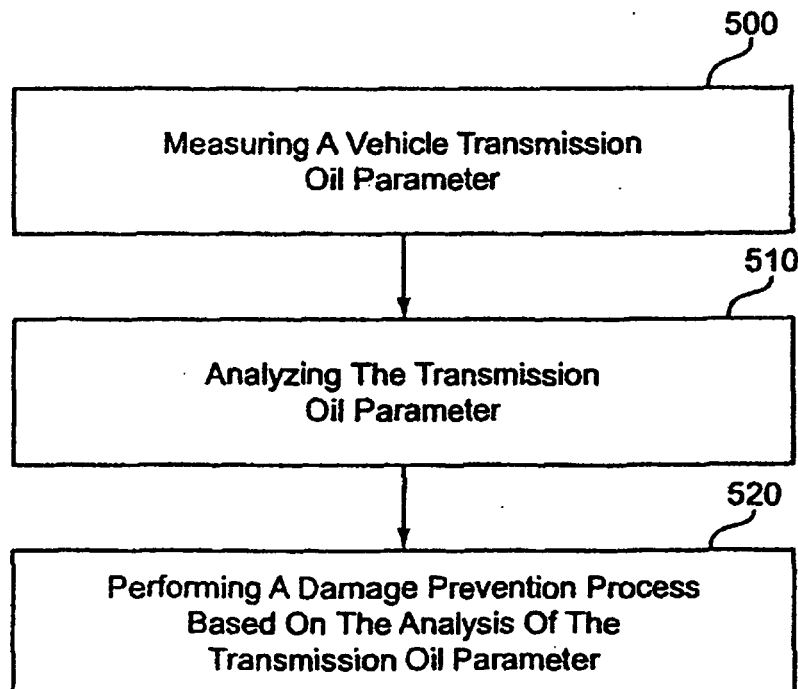 500
Measuring A Vehicle Transmission
Oil Parameter
510
Analyzing The Transmission
Oil Parameter
520
Performing A Damage Prevention Process
Based On The Analysis Of The
Transmission Oil Parameter